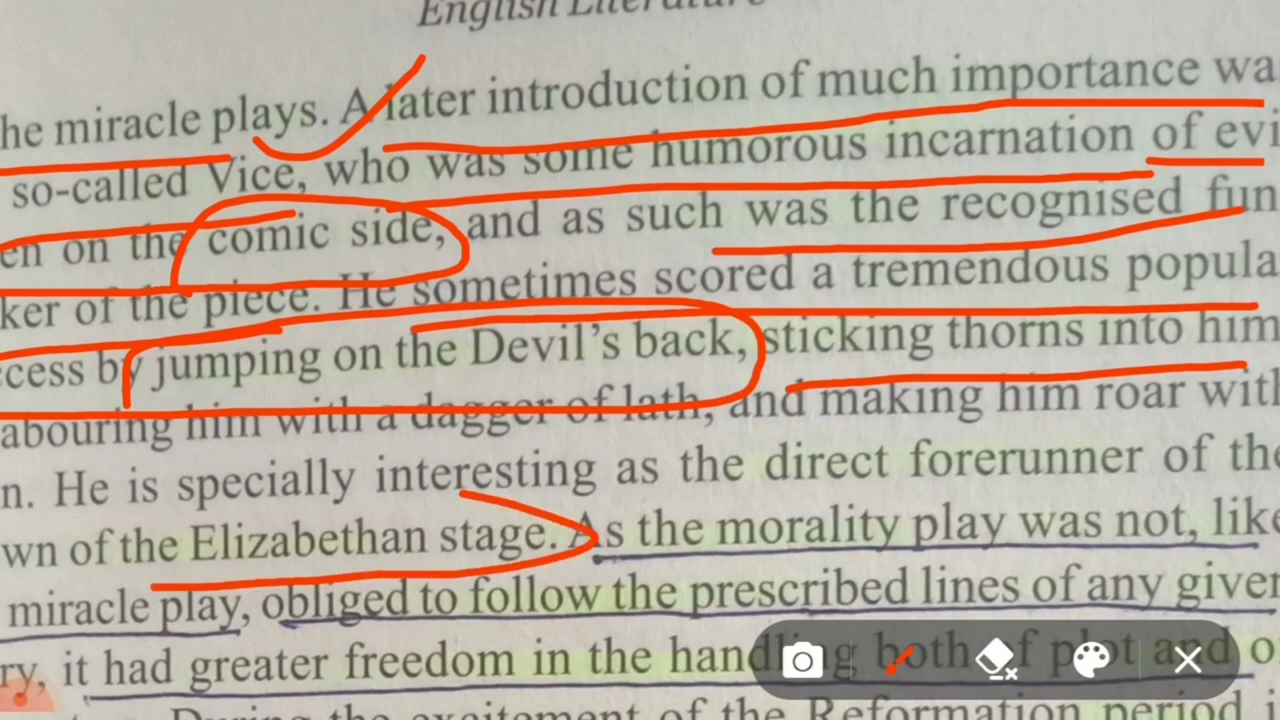 English Literature
he miracle plays. A later introduction of much importance wa
so-called Vice, who was some humorous incarnation of evi
en on the comic side, and as such was the recognised fun
ker of the piece. He sometimes scored a tremendous popula
ccess by jumping on the Devil's back, sticking thorns into him
abouring him with a dagger of lath, and making him roar with
n. He is specially interesting as the direct forerunner of the
wn of the Elizabethan stage. As the morality play was not, like
miracle play, obliged to follow the prescribed lines of any given
ry, it had greater freedom in the handling both of plot and o
During the excitement of the Reformation period i